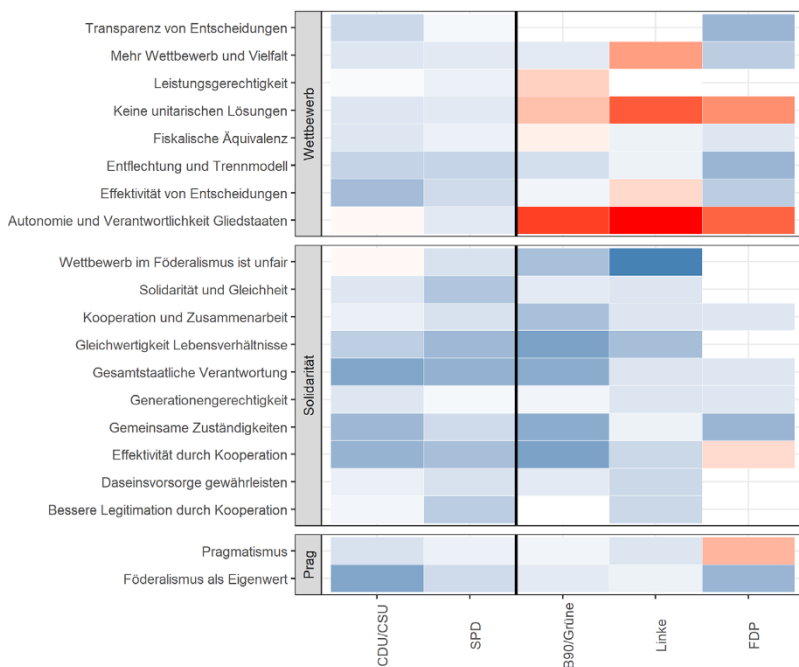 Transparenz von Entscheidungen
Mehr Wettbewerb und Vielfalt
Leistungsgerechtigkeit
Keine unitarischen Lösungen
Fiskalische Äquivalenz
Entflechtung und Trennmodell
Effektivität von Entscheidungen
Autonomie und Verantwortlichkeit Gliedstaaten
Wettbewerb
Wettbewerb im Föderalismus ist unfair
Solidarität und Gleichheit
Kooperation und Zusammenarbeit
Gleichwertigkeit Lebensverhältnisse
Gesamtstaatliche Verantwortung
Generationengerechtigkeit
Gemeinsame Zuständigkeiten
Effektivität durch Kooperation
Daseinsvorsorge gewährleisten
Bessere Legitimation durch Kooperation
Solidarität
Pragmatismus
Föderalismus als Eigenwert
Prag
CDU/CSU
SPD
B90/Grüne
Linke
FDP